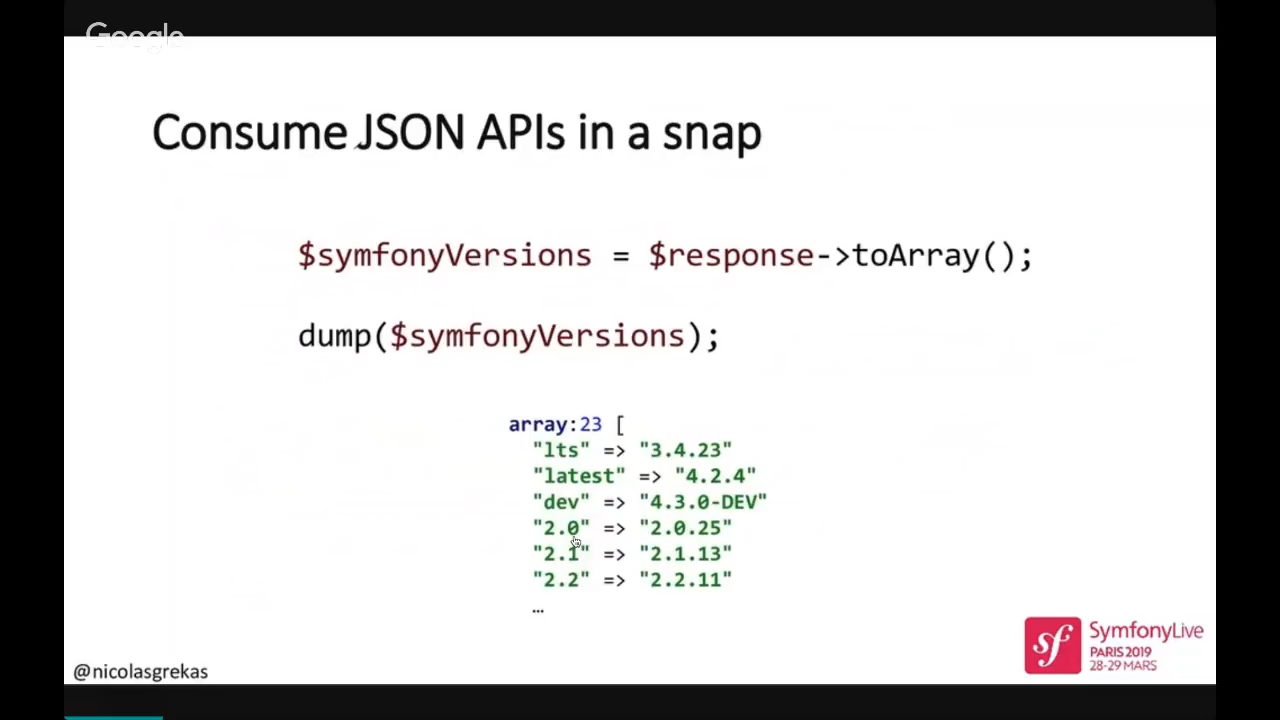 Google
Consume JSON APIs in a snap
$symfonyVersions = $response->toArray();
dump($symfonyVersions);
array:23 [
"lts" => "3.4.23"
"latest" => "4.2.4"
"dev" => "4.3.0-DEV"
"2.0" => "2.0.25"
"2.1" => "2.1.13"
"2.2" => "2.2.11"
…
sf
SymfonyLive
PARIS 2019
28-29 MARS
@nicolasgrekas